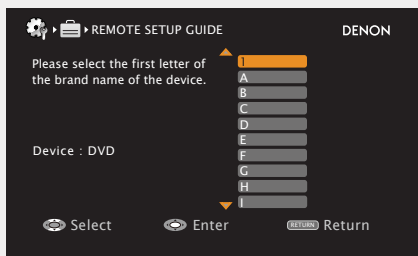 REMOTE SETUP GUIDE
DENON
Please select the first letter of
the brand name of the device.
Device : DVD
1
A
B
C
D
E
F
G
H
I
Select
Enter
RETURN Return